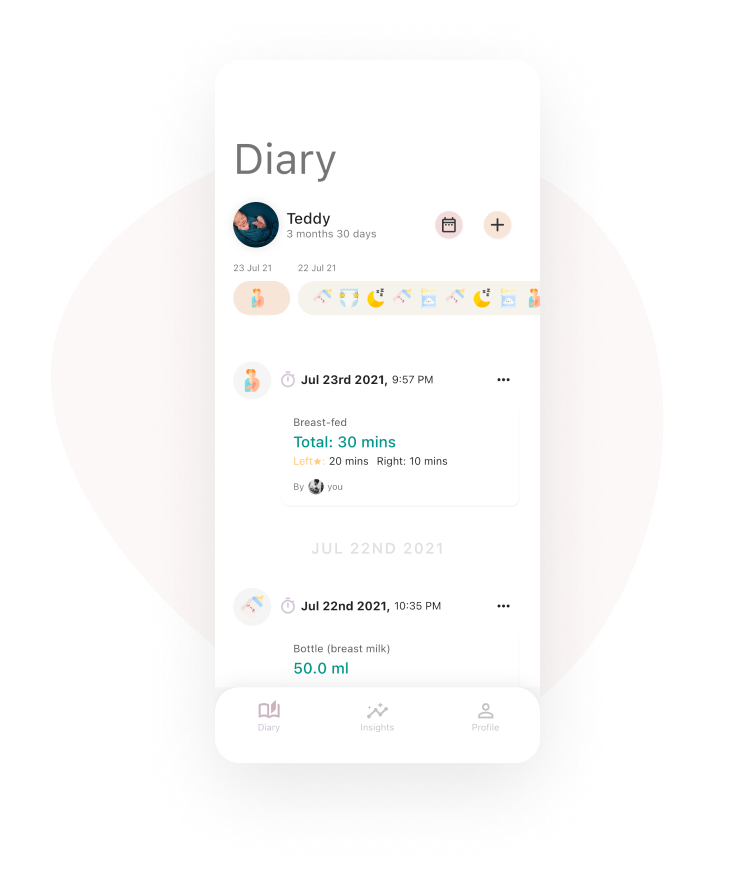 Diary
Teddy
3 months 30 days
23 Jul 21 22 Jul 21
Jul 23rd 2021, 9:57 PM
Breast-fed
Total: 30 mins
Left★: 20 mins Right: 10 mins
By you
JUL 22ND 2021
Jul 22nd 2021, 10:35 PM
Bottle (breast milk)
50.0 ml
Diary Insights Profile